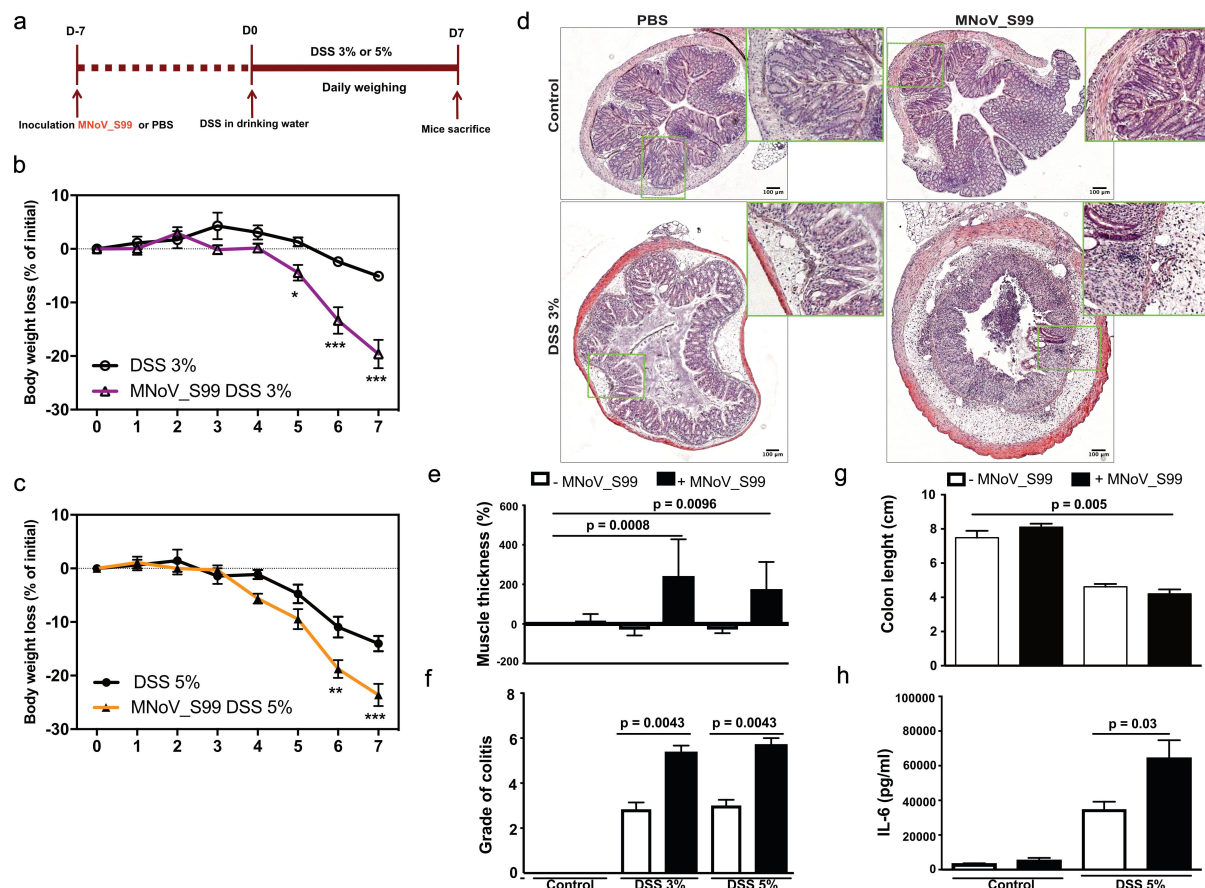 a
D-7 D0 D7
DSS 3% or 5%
Daily weighing
Inoculation MNoV_S99 or PBS
DSS in drinking water
Mice sacrifice
b
Body weight loss (% of initial)
10
0
-10
-20
-30
DSS 3%
MNoV_S99 DSS 3%
*
***
***
0 1 2 3 4 5 6 7
c
Body weight loss (% of initial)
10
0
-10
-20
-30
DSS 5%
MNoV_S99 DSS 5%
**
***
0 1 2 3 4 5 6 7
d
PBS MNoV_S99
Control
100 µm 100 µm
DSS 3%
100 µm 100 µm
e
- MNoV_S99 + MNoV_S99
Muscle thickness (%)
600
400
200
0
-200
p = 0.0096
p = 0.0008
f
Grade of colitis
8
6
4
2
0
p = 0.0043 p = 0.0043
Control DSS 3% DSS 5%
g
- MNoV_S99 + MNoV_S99
Colon lenght (cm)
8
6
4
2
0
p = 0.005
h
IL-6 (pg/ml)
100000
80000
60000
40000
20000
0
p = 0.03
Control DSS 5%